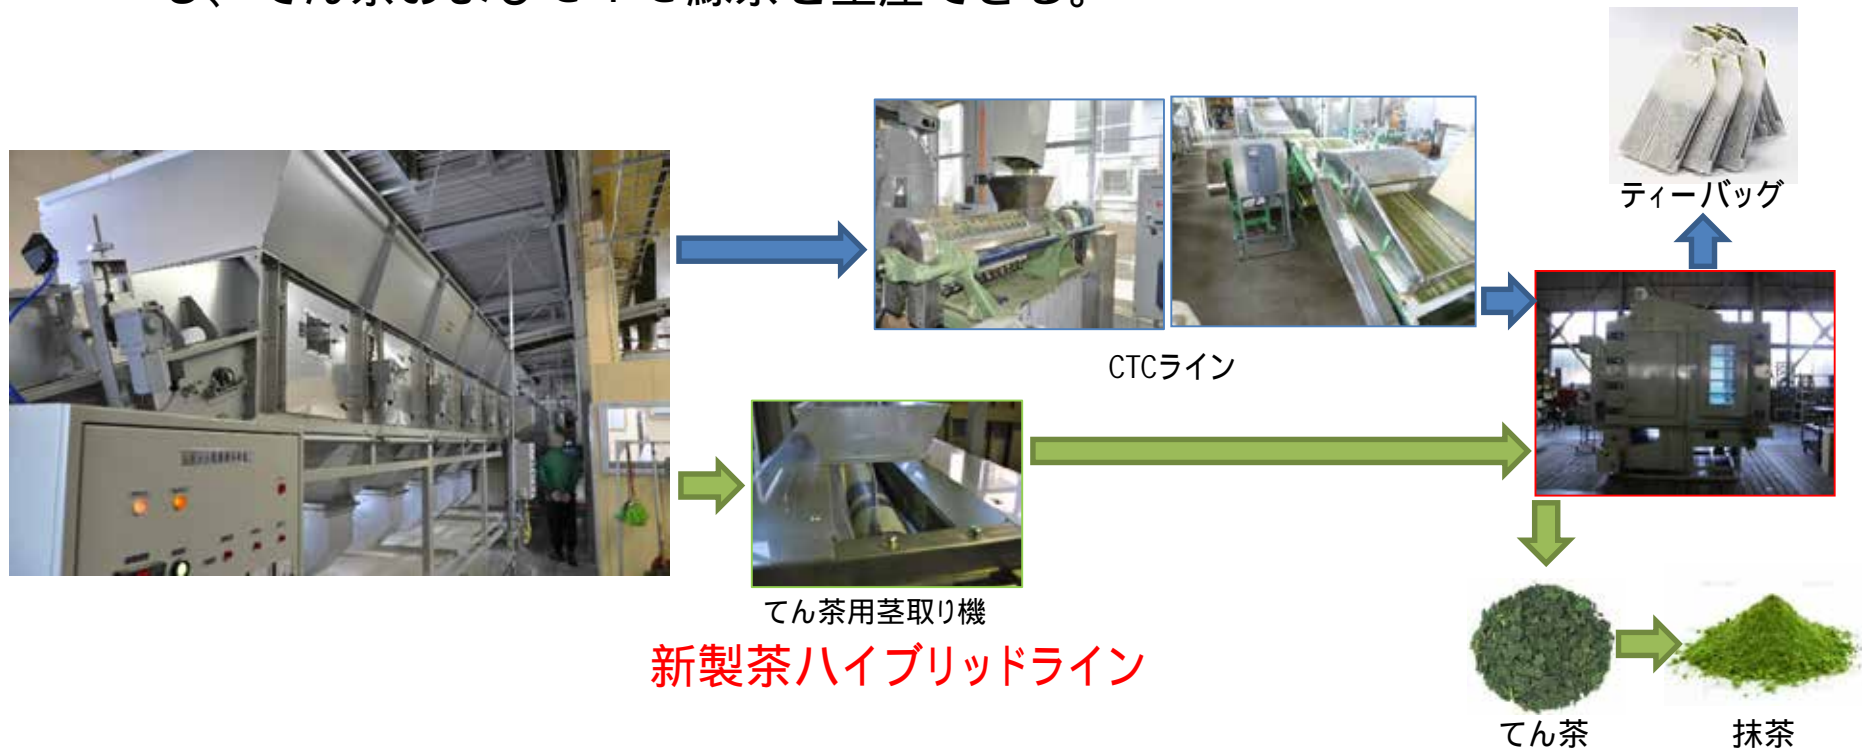 ティーバッグ
CTCライン
てん茶用茎取り機
新製茶ハイブリッドライン
てん茶
抹茶